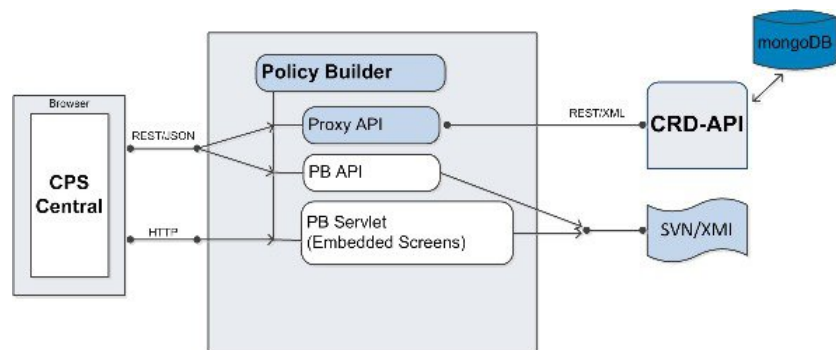 mongoDB
Policy Builder
Browser
REST/JSON
Proxy API
REST/XML
CRD-API
CPS
Central
PB API
HTTP
PB Servlet
(Embedded Screens)
SVN/XMI